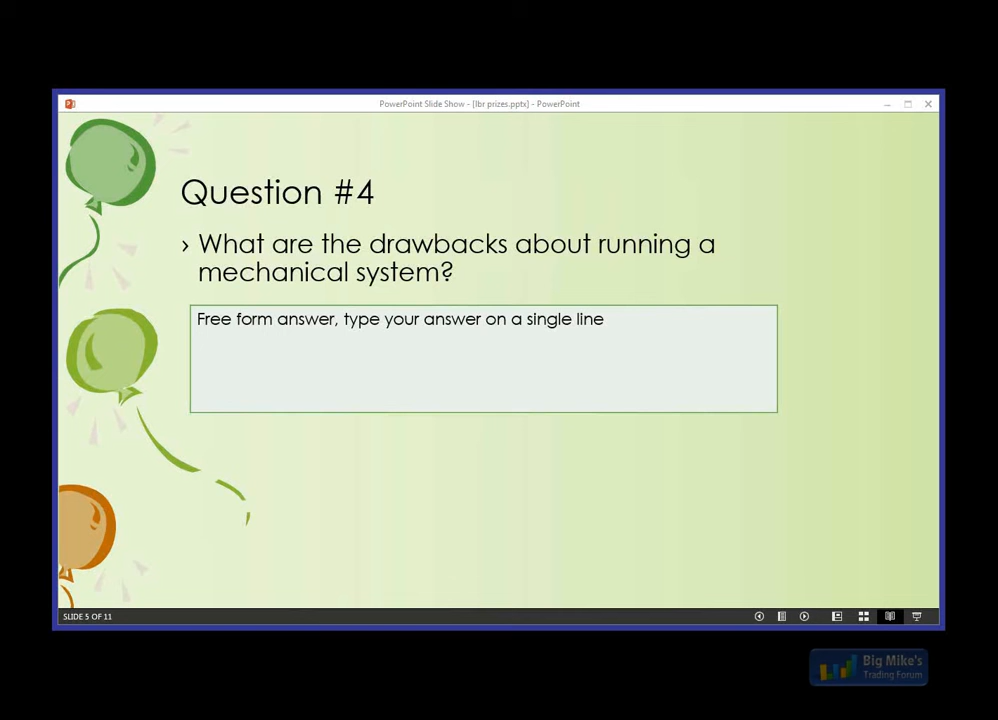 PowerPoint Slide Show - [lbr prizes.pptx] - PowerPoint
Question #4
› What are the drawbacks about running a
mechanical system?
Free form answer, type your answer on a single line
SLIDE 5 OF 11
Big Mike's
Trading Forum